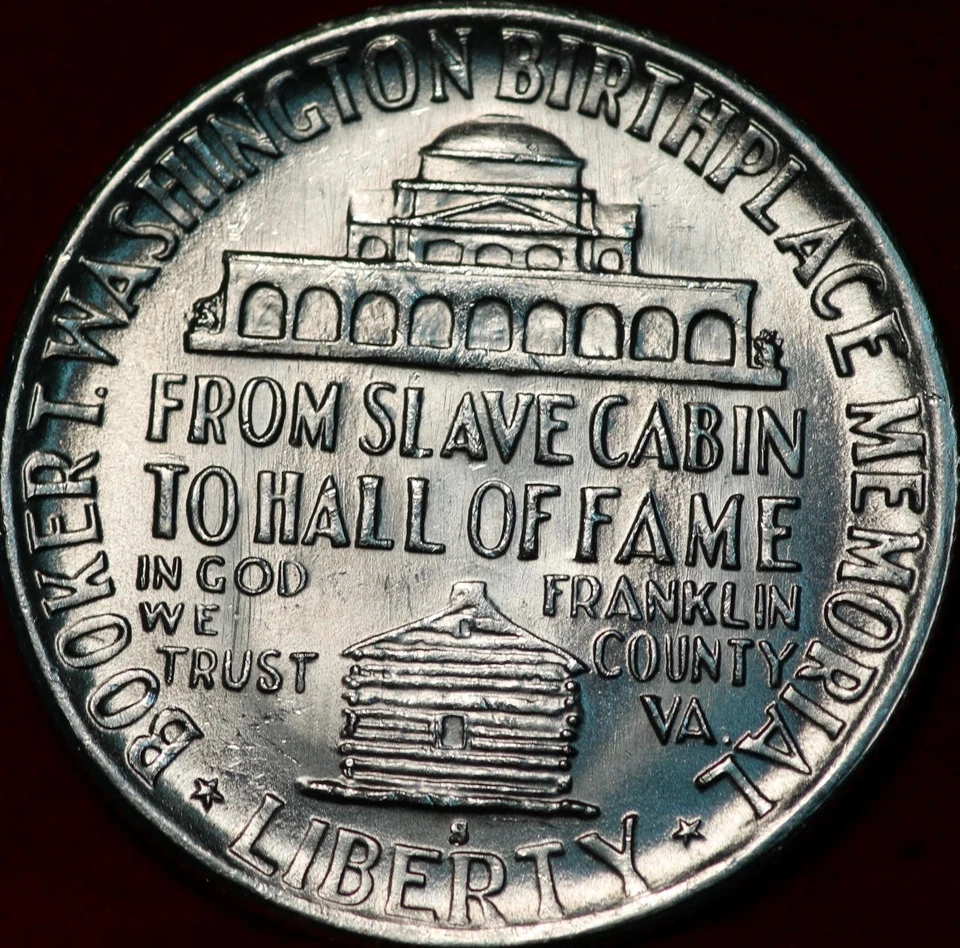 BOOKER T. WASHINGTON BIRTHPLACE MEMORIAL
FROM SLAVE CABIN
TO HALL OF FAME
IN GOD
WE
TRUST
FRANKLIN
COUNTY
VA.
S
LIBERTY